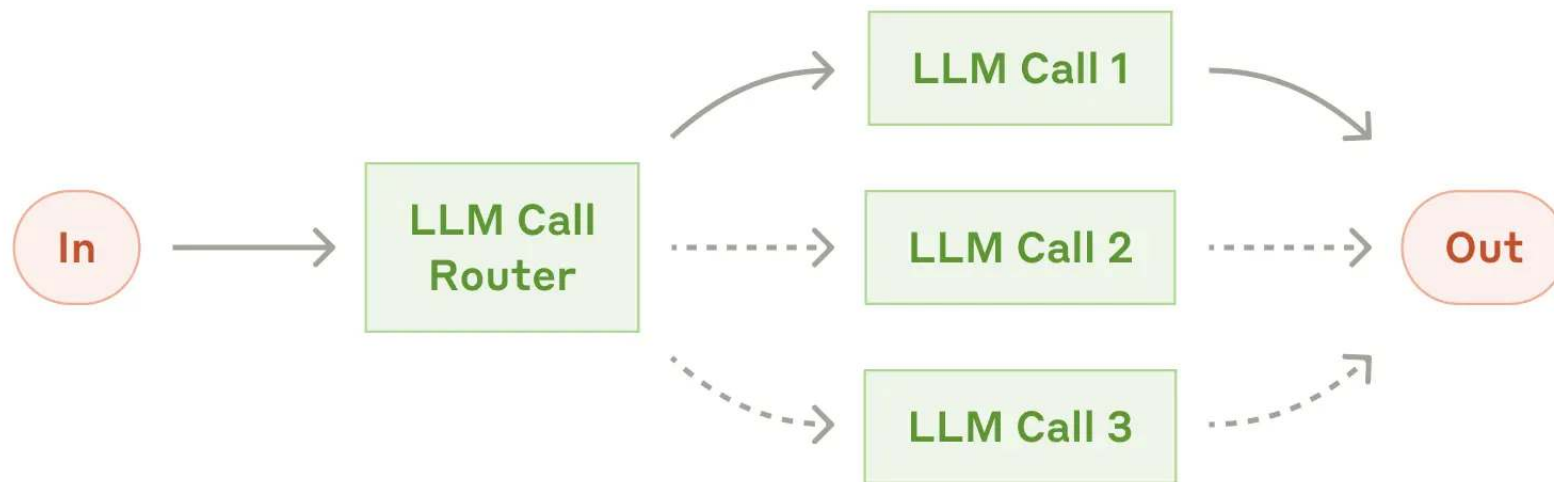 In
LLM Call
Router
LLM Call 1
LLM Call 2
LLM Call 3
Out